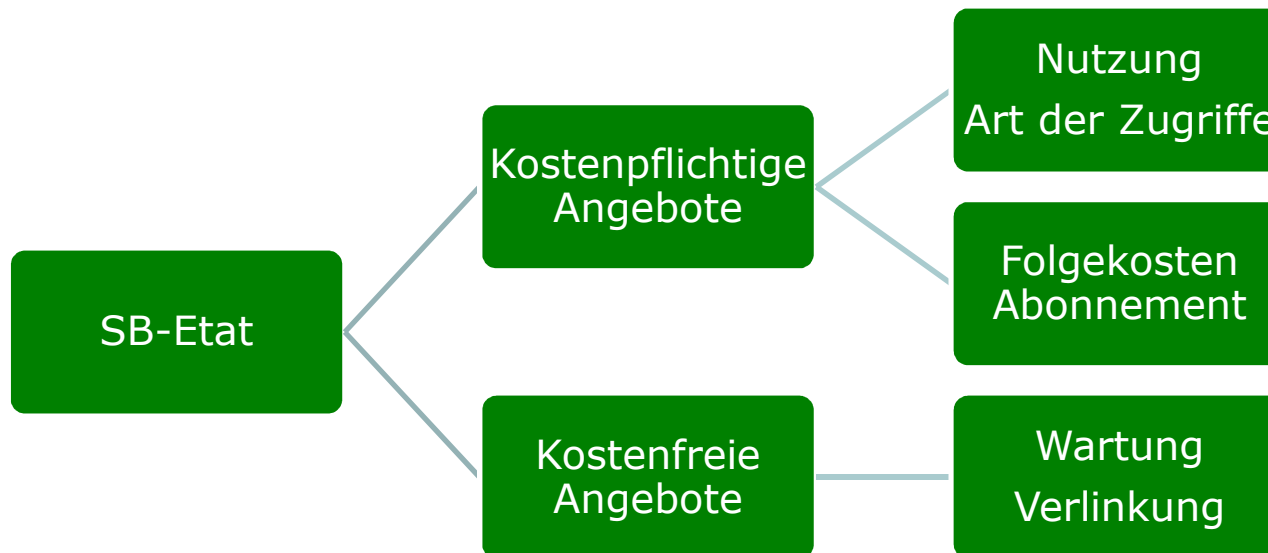 SB-Etat
Kostenpflichtige
Angebote
Kostenfreie
Angebote
Nutzung
Art der Zugriffe
Folgekosten
Abonnement
Wartung
Verlinkung